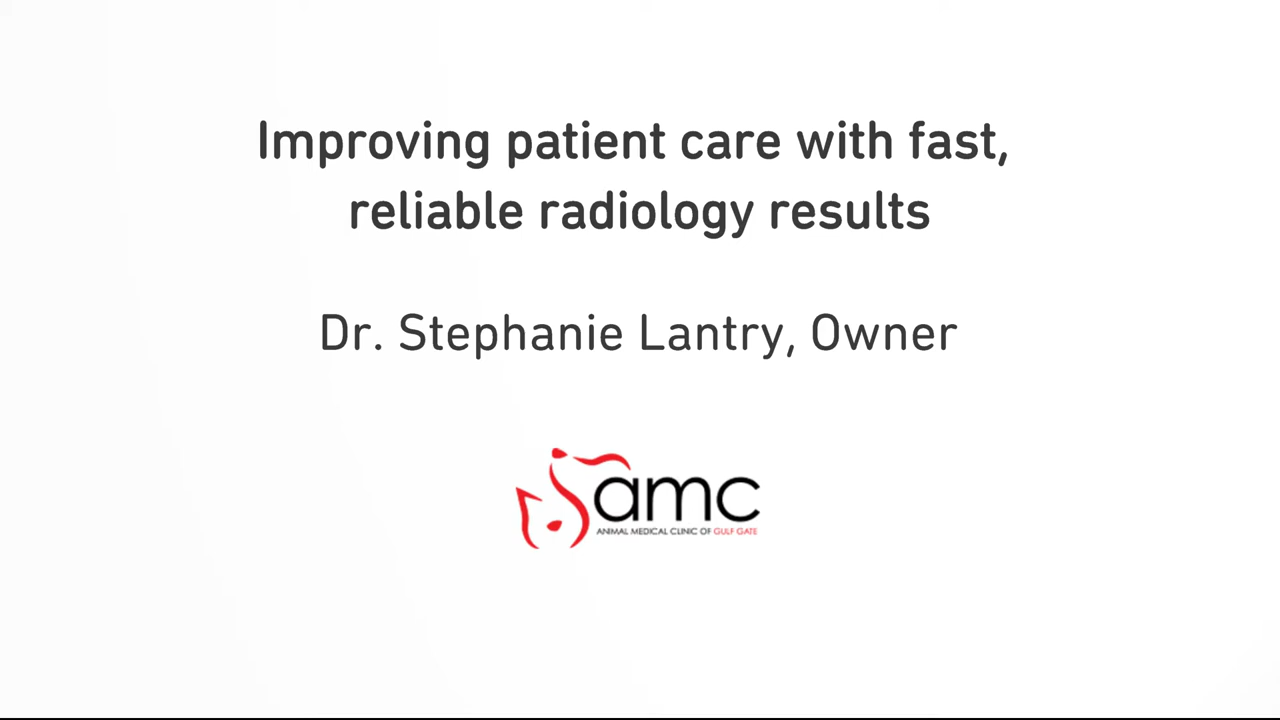 Improving patient care with fast,
reliable radiology results
Dr. Stephanie Lantry, Owner
amc
ANIMAL MEDICAL CLINIC OF GULF GATE